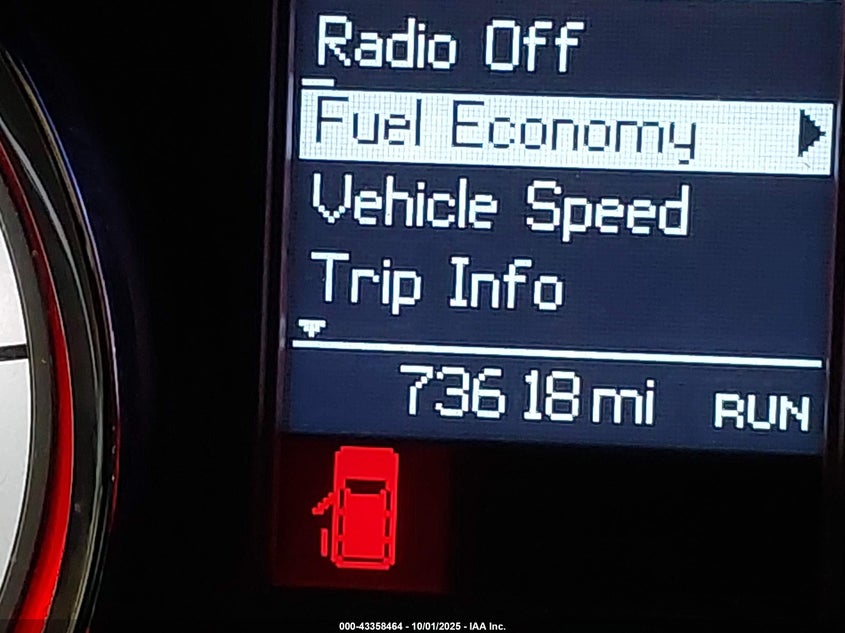 Radio Off
Fuel Economy
Vehicle Speed
Trip Info
73618 mi RUN
000-43358464 - 10/01/2025 - IAA Inc.